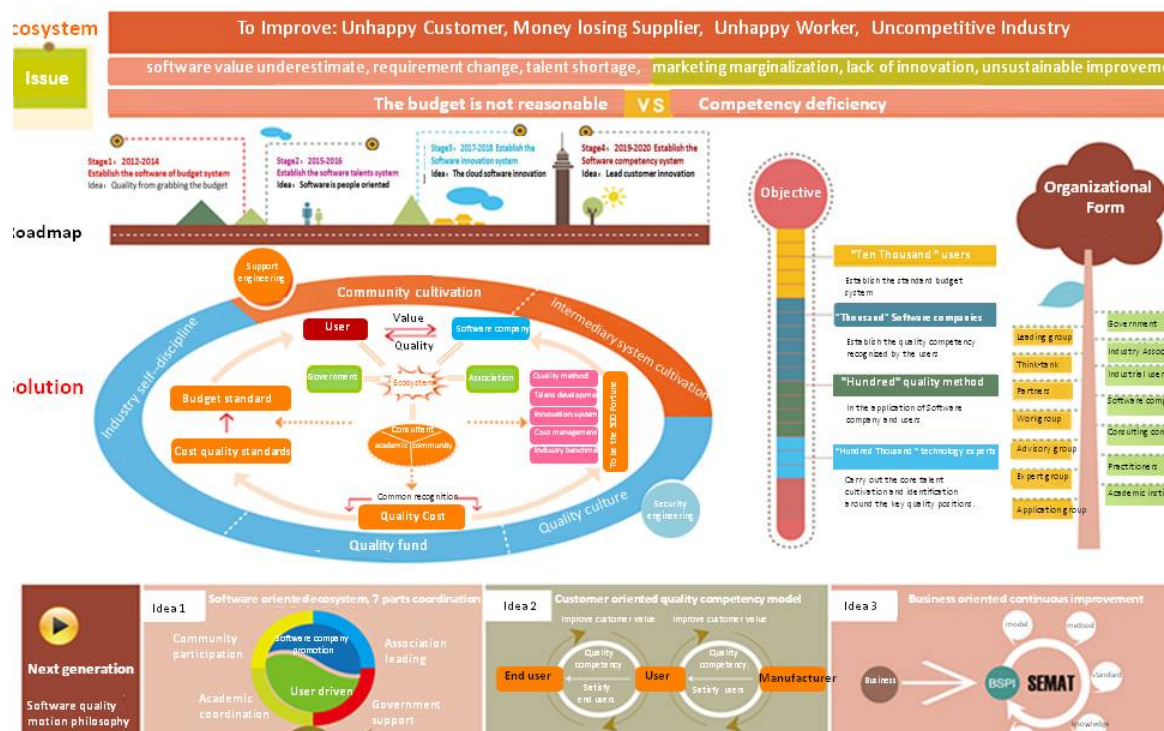 cosystem
To Improve: Unhappy Customer, Money losing Supplier, Unhappy Worker, Uncompetitive Industry
Issue
software value underestimate, requirement change, talent shortage, marketing marginalization, lack of innovation, unsustainable improveme
The budget is not reasonable VS Competency deficiency
Stage1：2012-2014
Establish the software of budget system
Idea：Quality from grabbing the budget
Stage2：2015-2016
Establish the software talents system
Idea：Software is people oriented
Stage3：2017-2018 Establish the
Software innovation system
Idea：The cloud software innovation
Stage4：2019-2020 Establish the
Software competency system
Idea：Lead customer innovation
Roadmap
Objective
"Ten Thousand" users
Establish the standard budget
system
"Thousand" Software companies
Establish the quality competency
recognized by the users
"Hundred" quality method
In the application of Software
company and users.
"Hundred Thousand" technology experts
Carry out the core talent
cultivation and identification
around the key quality positions.
Organizational
Form
Leading group
Think-tank
Partners
Work group
Advisory group
Expert group
Application group
Government
Industry Assoc
Industrial user
Software comp
Consulting con
Practitioners
Academic insti
Solution
Support
engineering
Community cultivation
Intermediary system cultivation
Industry self-discipline
Quality culture
Quality fund
Security
engineering
User
Value
Quality
Software company
Government
Ecosystem
Association
Budget standard
Cost quality standards
Consultant
academic community
Quality method
Talent developme
Innovation system
Cost management
Industry benchma
To be the 500 Fortune
Common recognition
Quality Cost
Next generation
Software quality
motion philosophy
Idea 1
Software oriented ecosystem, 7 parts coordination
Community
participation
Software company
promotion
Association
leading
Academic
coordination
User driven
Government
support
Idea 2
Customer oriented quality competency model
Improve customer value
Improve customer value
End user
Quality
competency
Satisfy
end users
User
Quality
competency
Satisfy users
Manufacturer
Idea 3
Business oriented continuous improvement
Business
BSPI
SEMAT
model
method
standard
knowledge